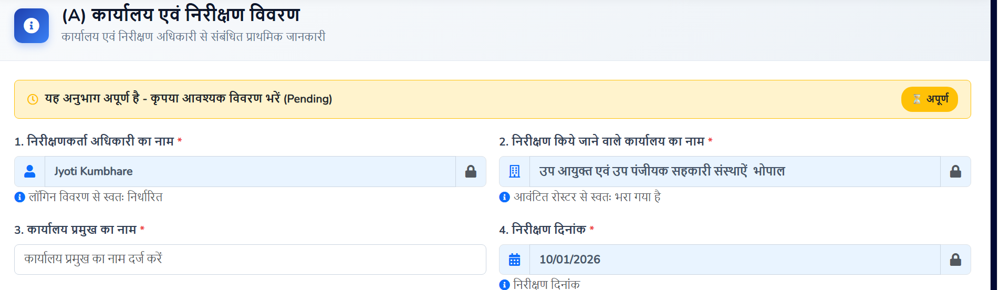 (A) कार्यालय एवं निरीक्षण विवरण
कार्यालय एवं निरीक्षण अधिकारी से संबंधित प्राथमिक जानकारी
यह अनुभाग अपूर्ण है - कृपया आवश्यक विवरण भरें (Pending)
⏳ अपूर्ण
1. निरीक्षणकर्ता अधिकारी का नाम *
Jyoti Kumbhare
लॉगिन विवरण से स्वतः निर्धारित
2. निरीक्षण किये जाने वाले कार्यालय का नाम *
उप आयुक्त एवं उप पंजीयक सहकारी संस्थाऐं भोपाल
आवंटित रोस्टर से स्वतः भरा गया है
3. कार्यालय प्रमुख का नाम *
कार्यालय प्रमुख का नाम दर्ज करें
4. निरीक्षण दिनांक *
10/01/2026
निरीक्षण दिनांक